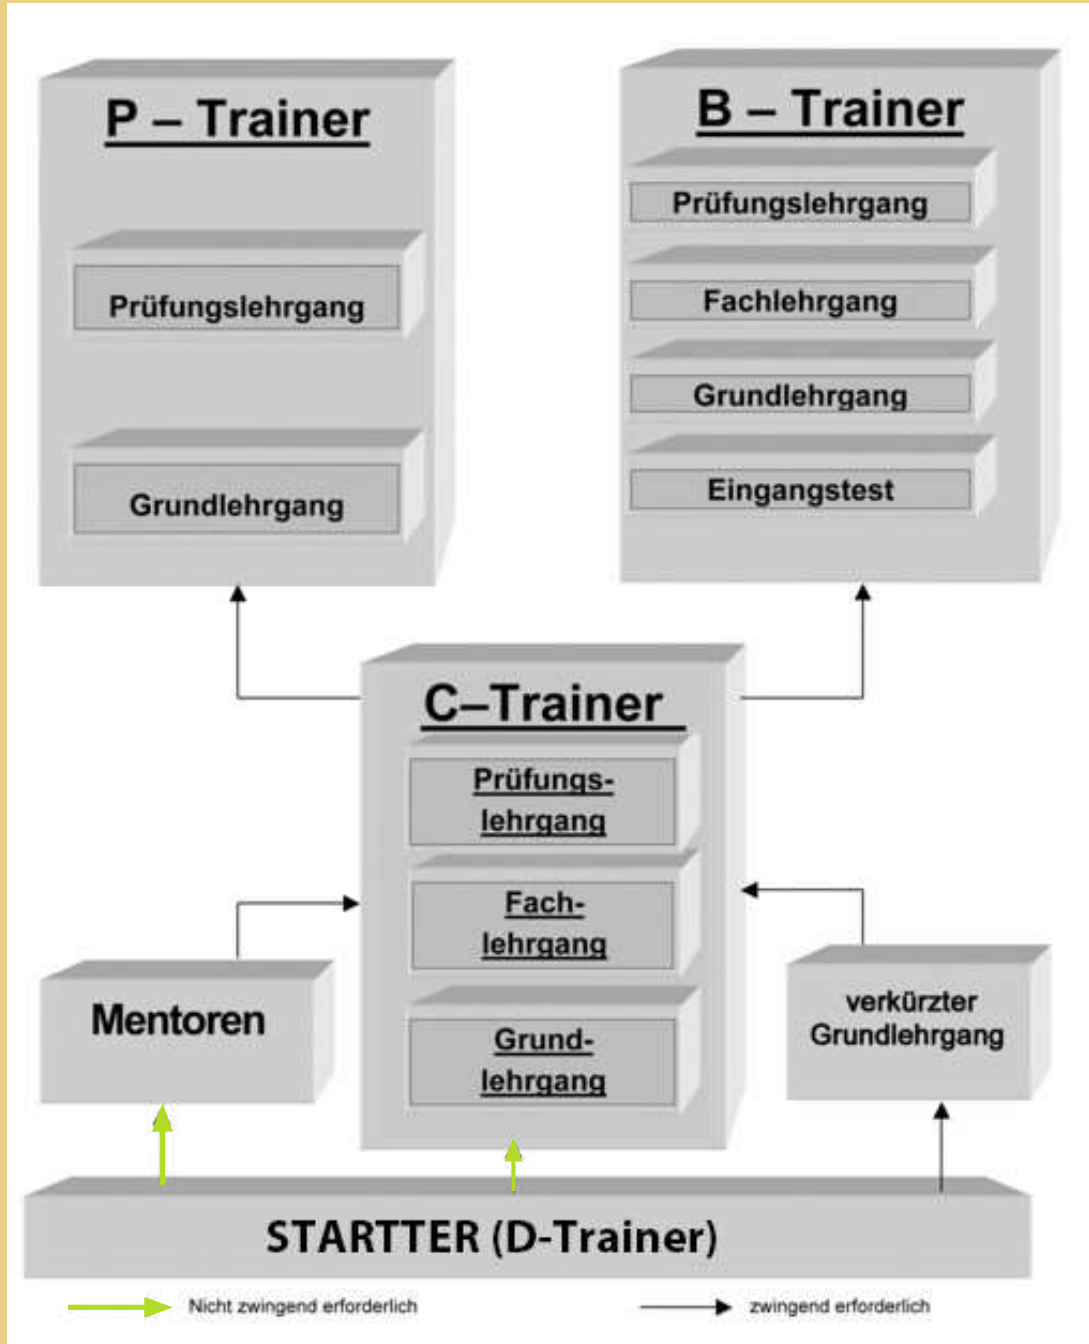 P – Trainer
Prüfungslehrgang
Grundlehrgang
B – Trainer
Prüfungslehrgang
Fachlehrgang
Grundlehrgang
Eingangstest
C–Trainer
Prüfungs-
lehrgang
Fach-
lehrgang
Grund-
lehrgang
Mentoren
verkürzter
Grundlehrgang
STARTTER (D-Trainer)
Nicht zwingend erforderlich
zwingend erforderlich